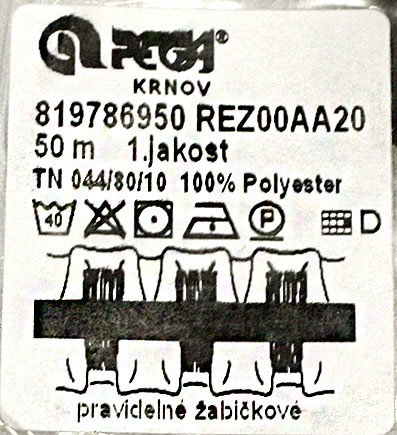 PEGA®
KRNOV
819786950 REZ00AA20
50 m 1.jakost
TN 044/80/10 100% Polyester
40 P D
pravidelné žabičkové